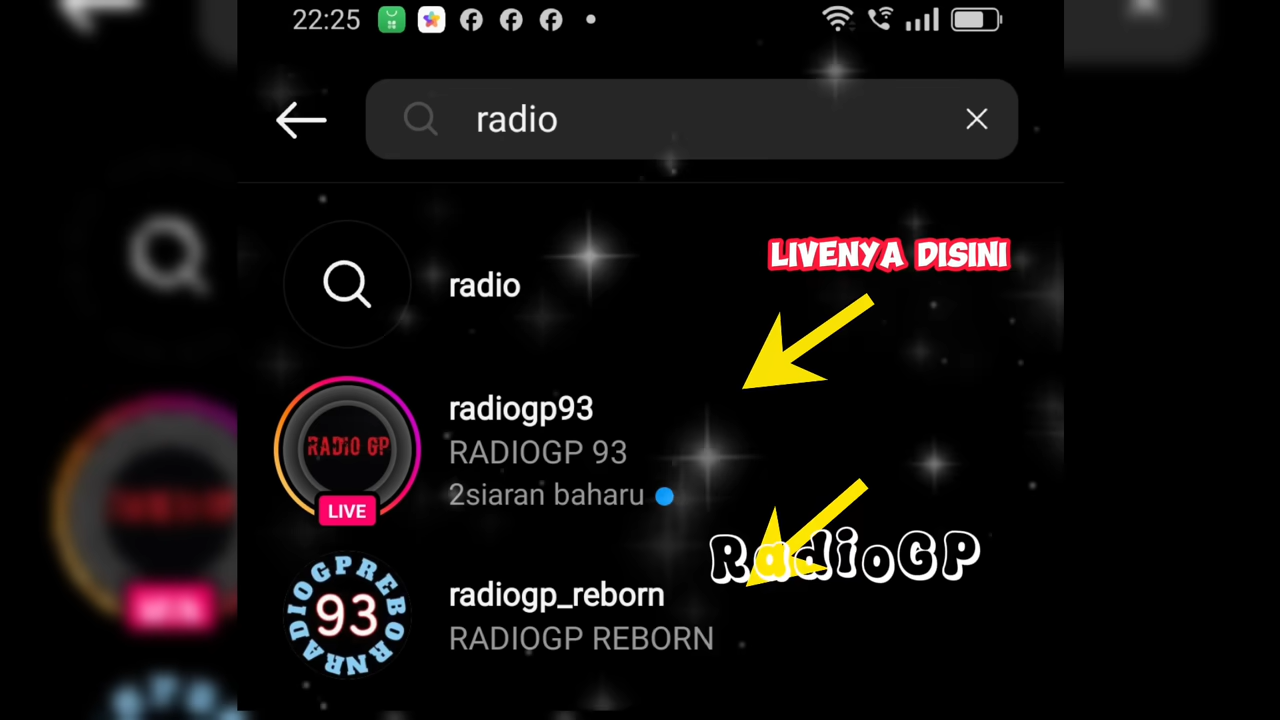 22:25
radio
LIVENYA DISINI
radio
radiogp93
RADIOGP 93
2siaran baharu
RADIO GP
LIVE
RadioGP
radiogp_reborn
RADIOGP REBORN
RADIOGPREBORN
93